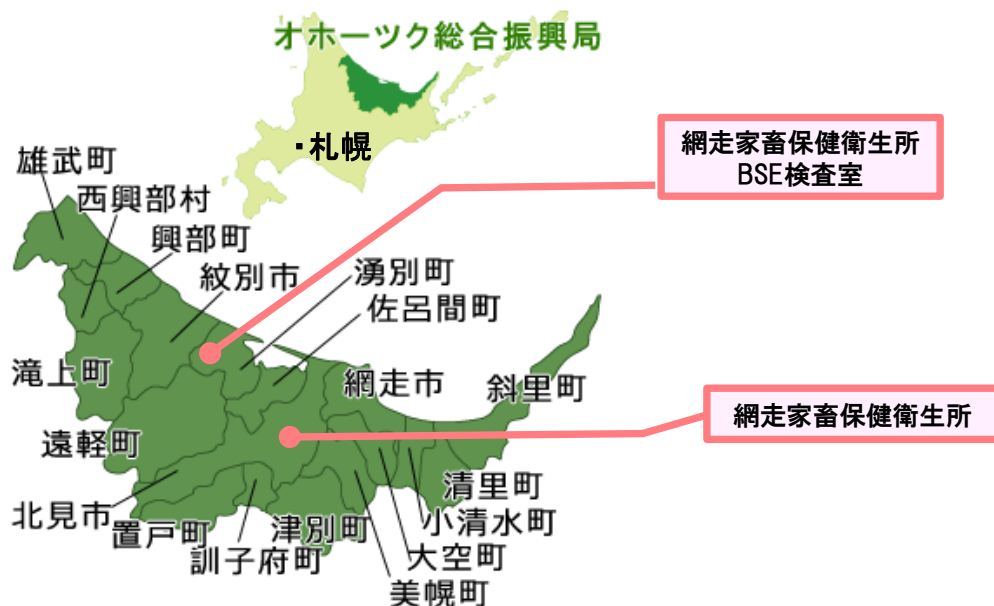 オホーツク総合振興局
・札幌
網走家畜保健衛生所
BSE検査室
雄武町
西興部村
興部町
紋別市
湧別町
佐呂間町
滝上町
網走市
斜里町
網走家畜保健衛生所
遠軽町
清里町
北見市
小清水町
置戸町
津別町
訓子府町
大空町
美幌町